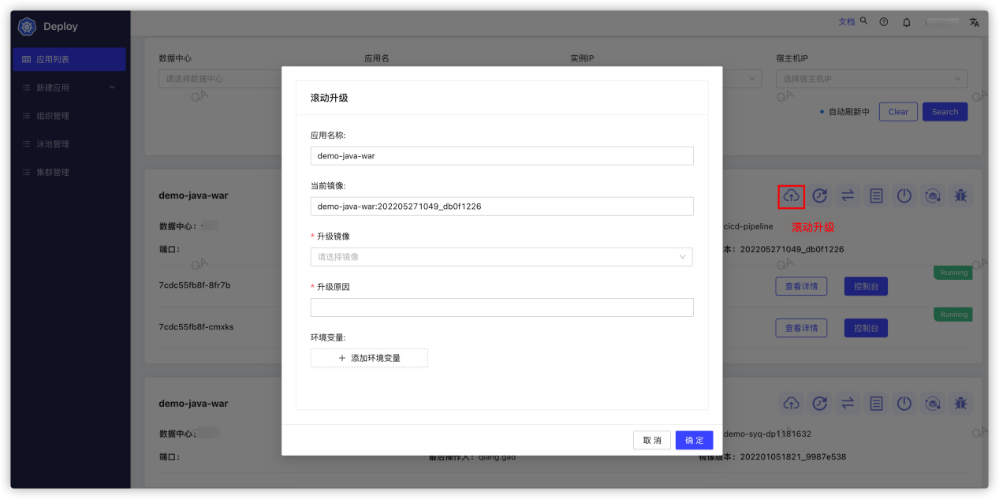 Deploy
文档
应用列表
新建应用
组织管理
泳池管理
集群管理
数据中心
应用名
实例IP
宿主机IP
请选择数据中心
选择宿主机IP
QA
QA
QA
自动刷新中
Clear
Search
滚动升级
应用名称:
demo-java-war
当前镜像:
demo-java-war:202205271049_db0f1226
* 升级镜像
请选择镜像
* 升级原因
环境变量:
+ 添加环境变量
取 消
确 定
demo-java-war
数据中心:
cicd-pipeline
滚动升级
端口:
本: 202205271049_db0f1226
QA
QA
QA
7cdc55fb8f-8fr7b
Running
查看详情
控制台
7cdc55fb8f-cmxks
Running
查看详情
控制台
demo-java-war
数据中心:
demo-syq-dp1181632
QA
QA
端口:
最后操作人: qiang.gao
镜像版本: 202201051821_9987e538